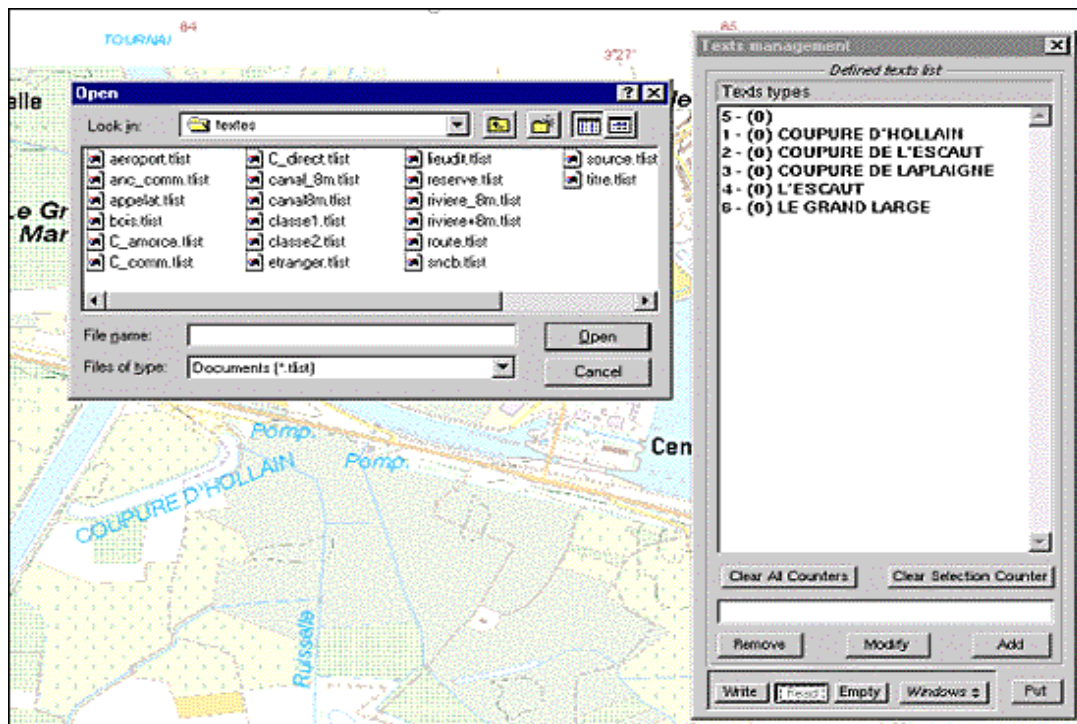 84
85
TOURNAI
3°27'
elle
le Gr
Mar
de
le
Open
Look in:
textes
aeroport.tlist
anc_comm.tlist
appelat.tlist
bois.tlist
C_amorce.tlist
C_comm.tlist
C_direct.tlist
canal_8m.tlist
canal8m.tlist
classe1.tlist
classe2.tlist
etranger.tlist
lieudit.tlist
reserve.tlist
riviere_8m.tlist
riviere+8m.tlist
route.tlist
sncb.tlist
source.tlist
titre.tlist
File name:
Open
Files of type:
Documents (*.tlist)
Cancel
Texts management
Defined texts list
Texts types
5 - (0)
1 - (0) COUPURE D'HOLLAIN
2 - (0) COUPURE DE L'ESCAUT
3 - (0) COUPURE DE LAPLAIGNE
4 - (0) L'ESCAUT
6 - (0) LE GRAND LARGE
Clear All Counters
Clear Selection Counter
Remove
Modify
Add
Write
Read
Empty
Windows
Put
Pomp.
Pomp.
Cen
COUPURE D'HOLLAIN
Ruisselle